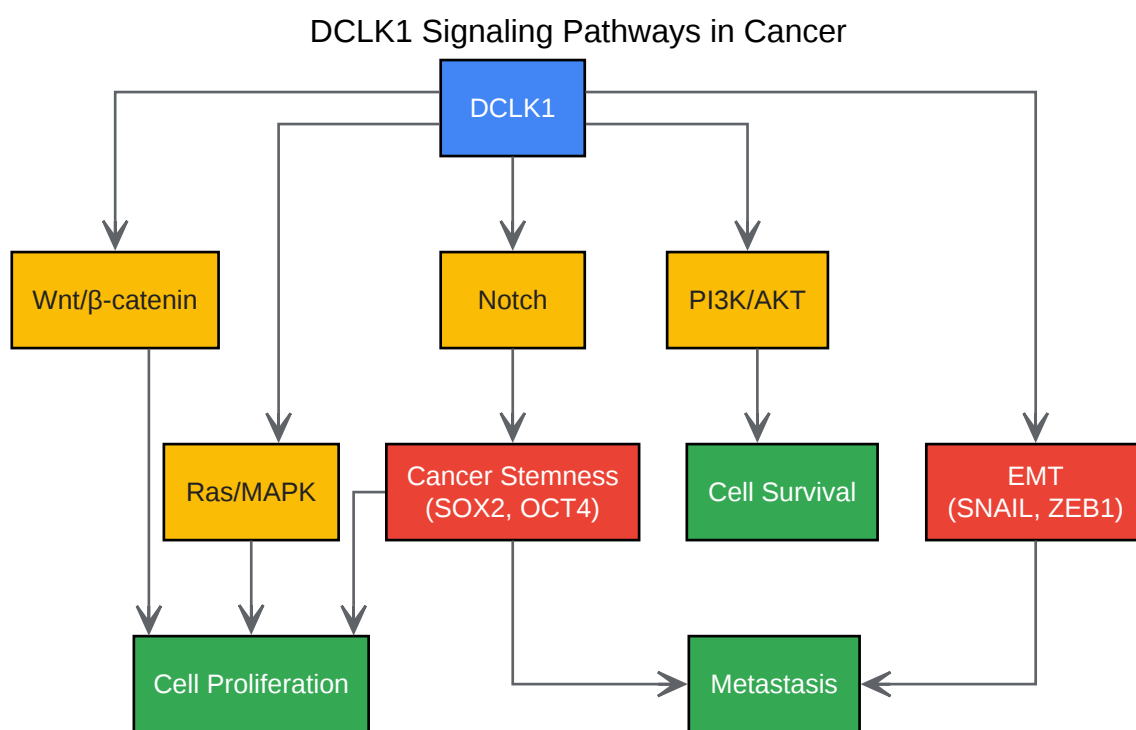 DCLK1 Signaling Pathways in Cancer
DCLK1
Wnt/β-catenin
Notch
PI3K/AKT
Ras/MAPK
Cancer Stemness
(SOX2, OCT4)
Cell Survival
EMT
(SNAIL, ZEB1)
Cell Proliferation
Metastasis